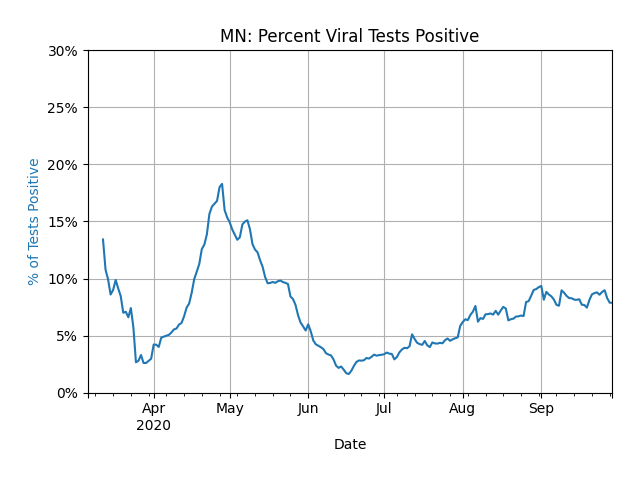 MN: Percent Viral Tests Positive
30%
25%
20%
15%
10%
5%
0%
% of Tests Positive
Apr May Jun Jul Aug Sep
2020
Date